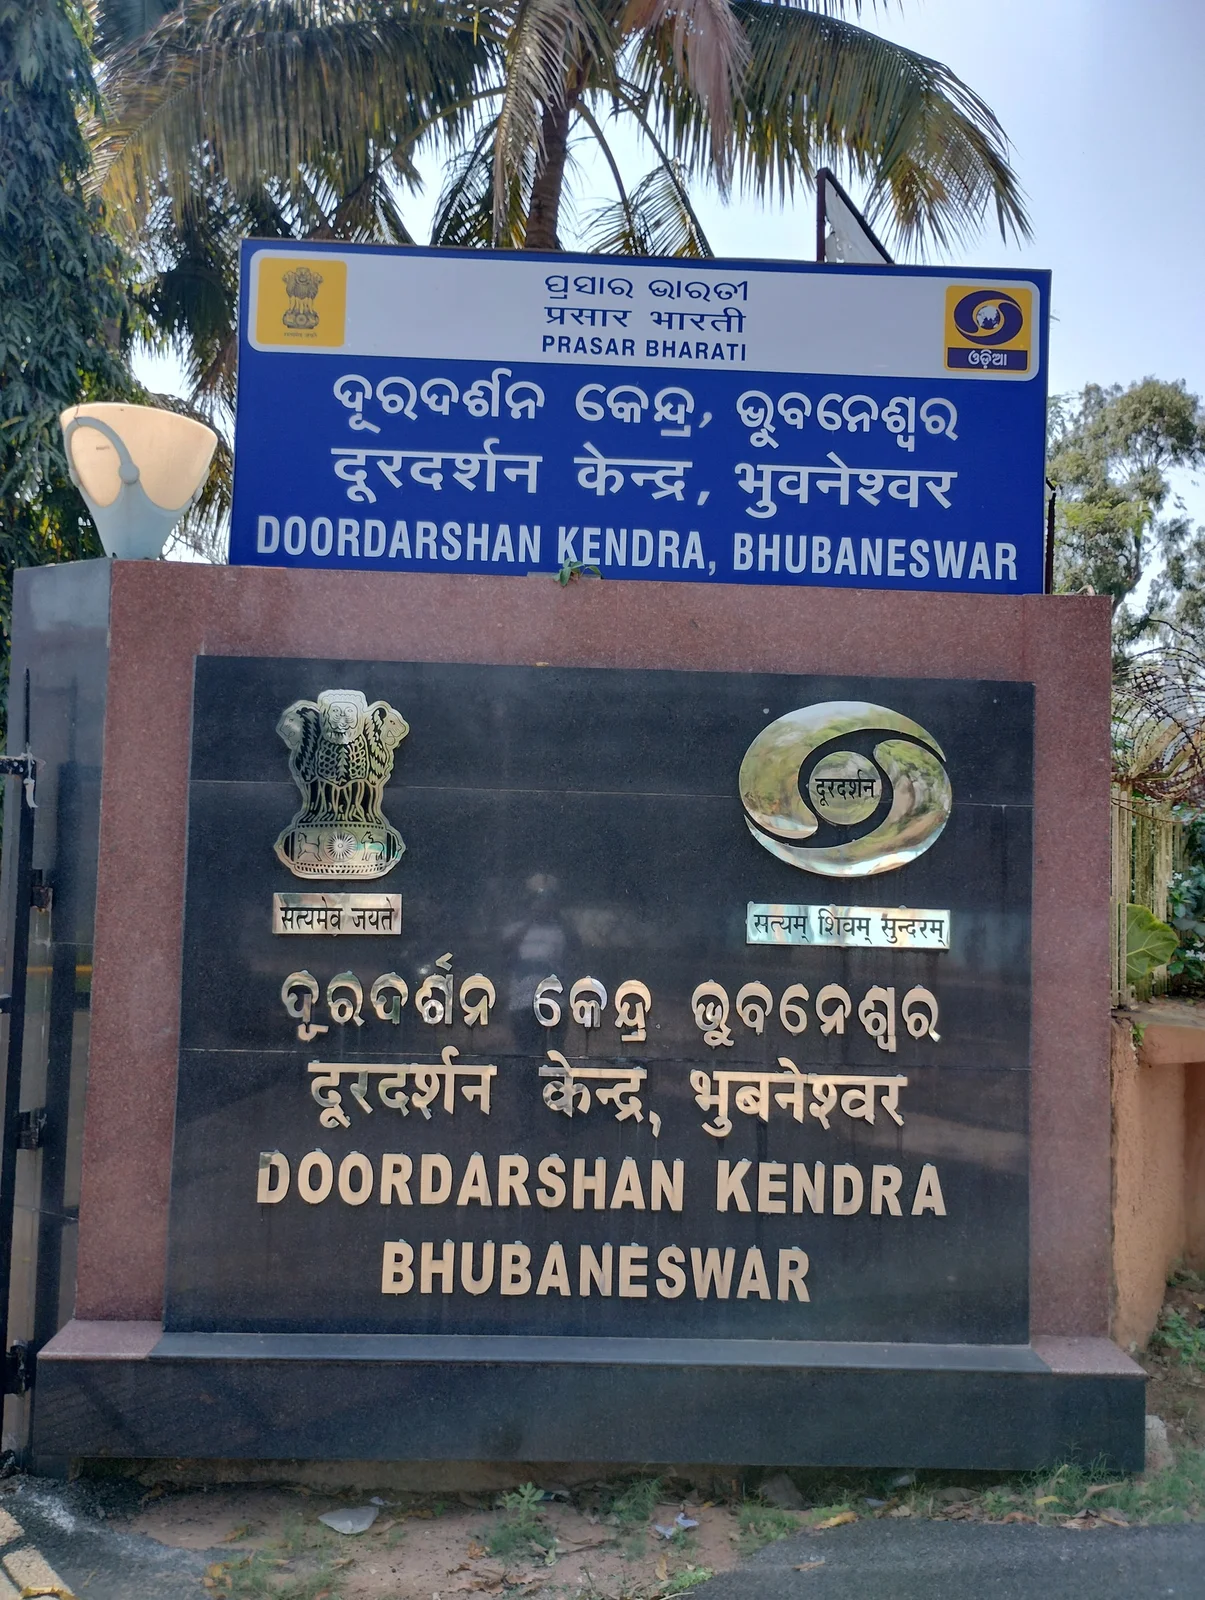 ପ୍ରସାର ଭାରତୀ
प्रसार भारती
PRASAR BHARATI
ଓଡ଼ିଆ
ଦୂରଦର୍ଶନ କେନ୍ଦ୍ର, ଭୁବନେଶ୍ୱର
दूरदर्शन केन्द्र, भुवनेश्वर
DOORDARSHAN KENDRA, BHUBANESWAR
दूरदर्शन
सत्यमेव जयते
सत्यम् शिवम् सुन्दरम्
ଦୂରଦର୍ଶନ କେନ୍ଦ୍ର ଭୁବନେଶ୍ୱର
दूरदर्शन केन्द्र, भुबनेश्वर
DOORDARSHAN KENDRA
BHUBANESWAR